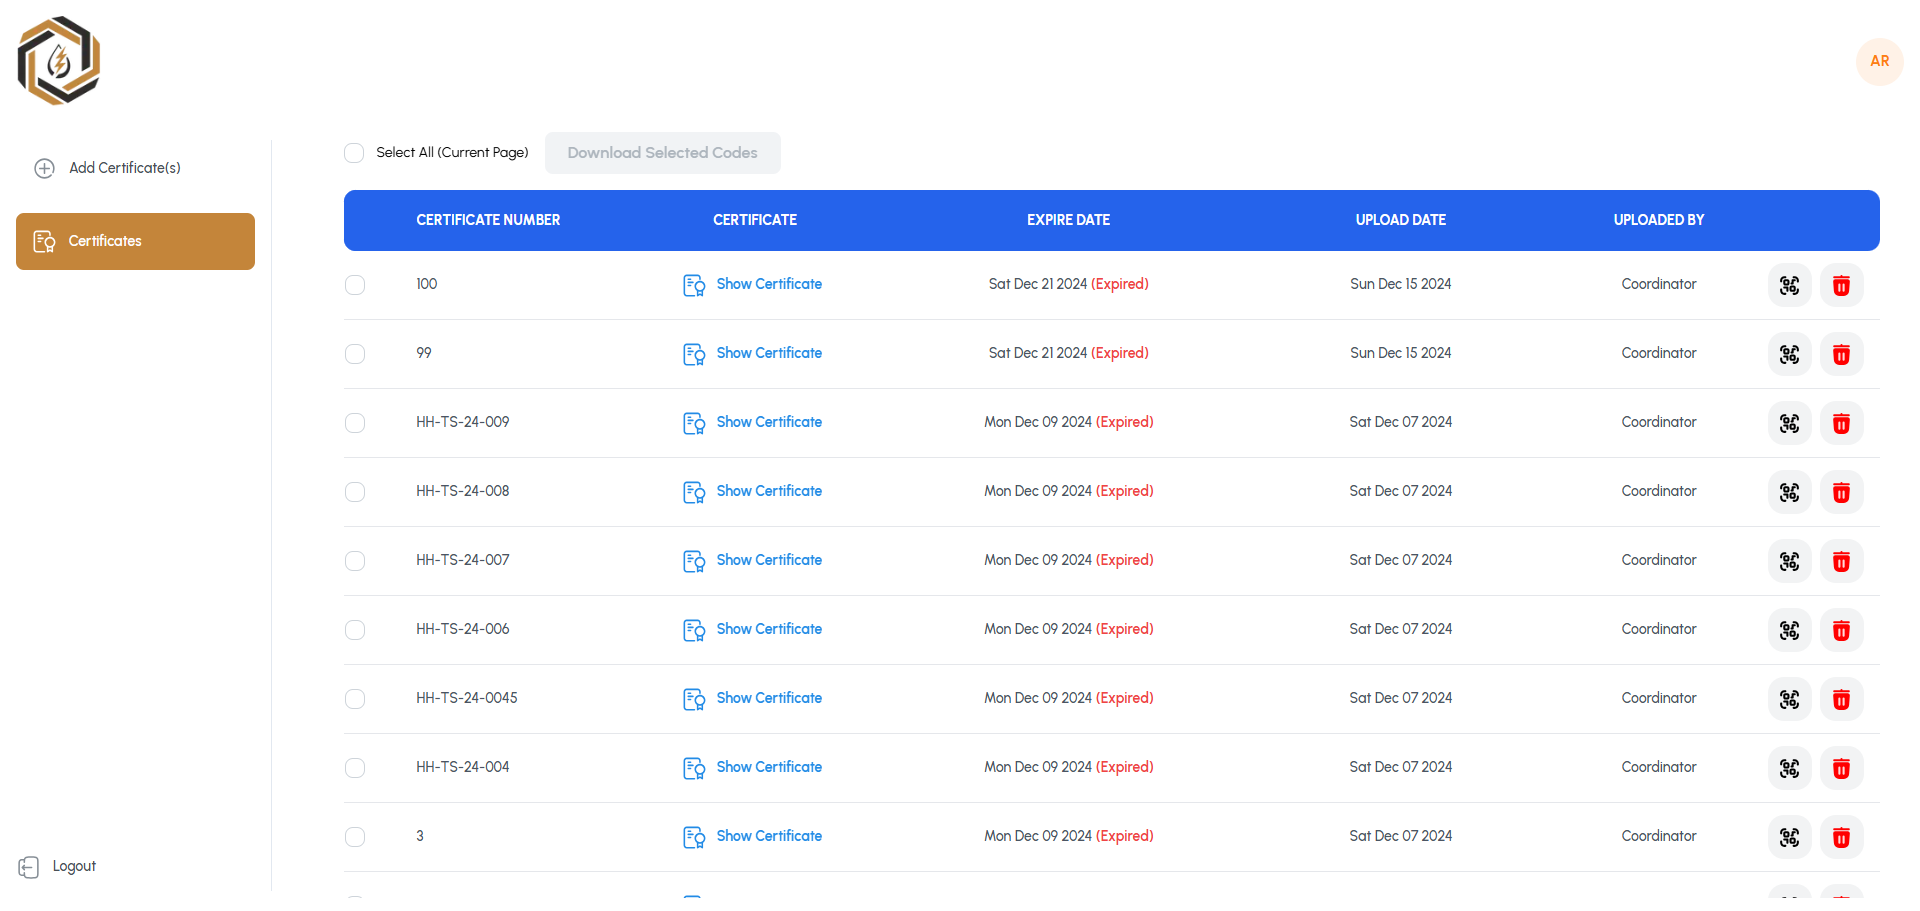 AR
Add Certificate(s)
Certificates
Logout
Select All (Current Page) Download Selected Codes
CERTIFICATE NUMBER CERTIFICATE EXPIRE DATE UPLOAD DATE UPLOADED BY
100 Show Certificate Sat Dec 21 2024 (Expired) Sun Dec 15 2024 Coordinator
99 Show Certificate Sat Dec 21 2024 (Expired) Sun Dec 15 2024 Coordinator
HH-TS-24-009 Show Certificate Mon Dec 09 2024 (Expired) Sat Dec 07 2024 Coordinator
HH-TS-24-008 Show Certificate Mon Dec 09 2024 (Expired) Sat Dec 07 2024 Coordinator
HH-TS-24-007 Show Certificate Mon Dec 09 2024 (Expired) Sat Dec 07 2024 Coordinator
HH-TS-24-006 Show Certificate Mon Dec 09 2024 (Expired) Sat Dec 07 2024 Coordinator
HH-TS-24-0045 Show Certificate Mon Dec 09 2024 (Expired) Sat Dec 07 2024 Coordinator
HH-TS-24-004 Show Certificate Mon Dec 09 2024 (Expired) Sat Dec 07 2024 Coordinator
3 Show Certificate Mon Dec 09 2024 (Expired) Sat Dec 07 2024 Coordinator